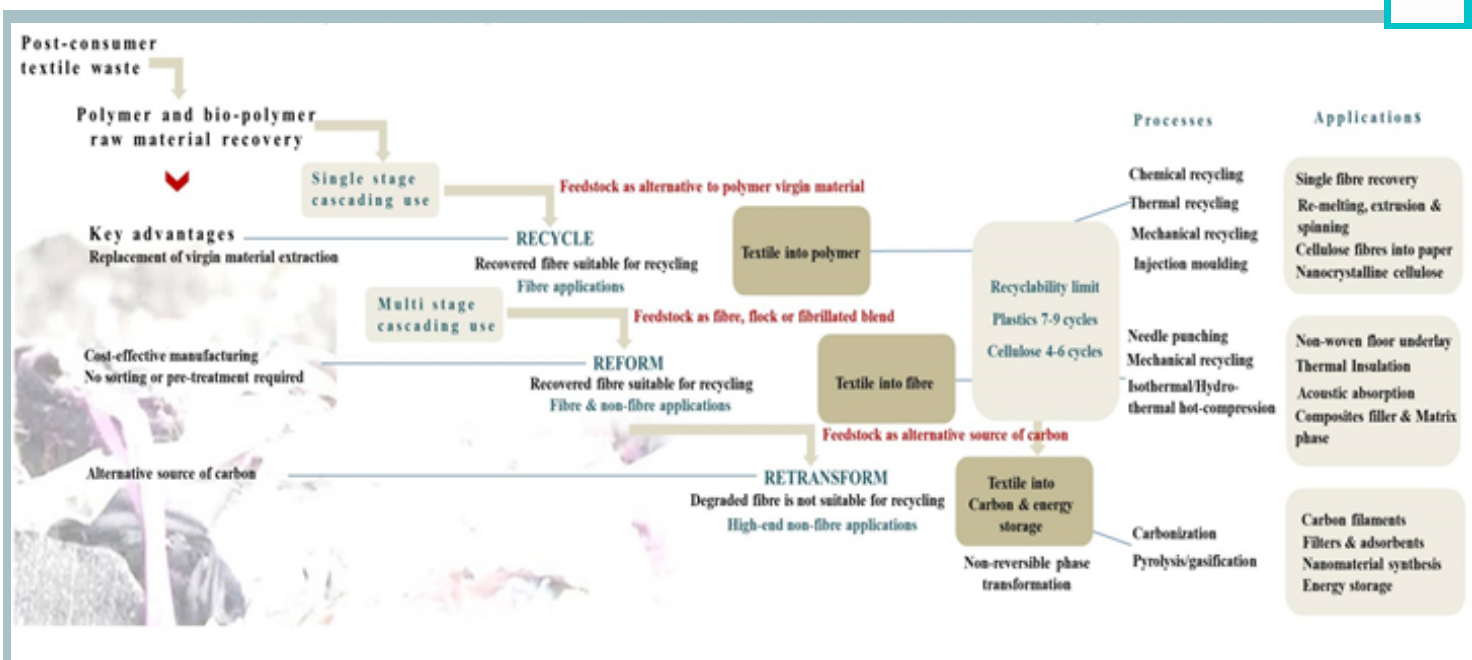 Post-consumer
textile waste
Polymer and bio-polymer
raw material recovery
Single stage
cascading use
Feedstock as alternative to polymer virgin material
Key advantages
Replacement of virgin material extraction
RECYCLE
Recovered fibre suitable for recycling
Fibre applications
Textile into polymer
Multi stage
cascading use
Feedstock as fibre, flock or fibrillated blend
Cost-effective manufacturing
No sorting or pre-treatment required
REFORM
Recovered fibre suitable for recycling
Fibre & non-fibre applications
Textile into fibre
Feedstock as alternative source of carbon
Alternative source of carbon
RETRANSFORM
Degraded fibre is not suitable for recycling
High-end non-fibre applications
Textile into
Carbon & energy
storage
Non-reversible phase
transformation
Recyclability limit
Plastics 7-9 cycles
Cellulose 4-6 cycles
Processes
Chemical recycling
Thermal recycling
Mechanical recycling
Injection moulding
Needle punching
Mechanical recycling
Isothermal/Hydro-
thermal hot-compression
Carbonization
Pyrolysis/gasification
Applications
Single fibre recovery
Re-melting, extrusion &
spinning
Cellulose fibres into paper
Nanocrystalline cellulose
Non-woven floor underlay
Thermal Insulation
Acoustic absorption
Composites filler & Matrix
phase
Carbon filaments
Filters & adsorbents
Nanomaterial synthesis
Energy storage